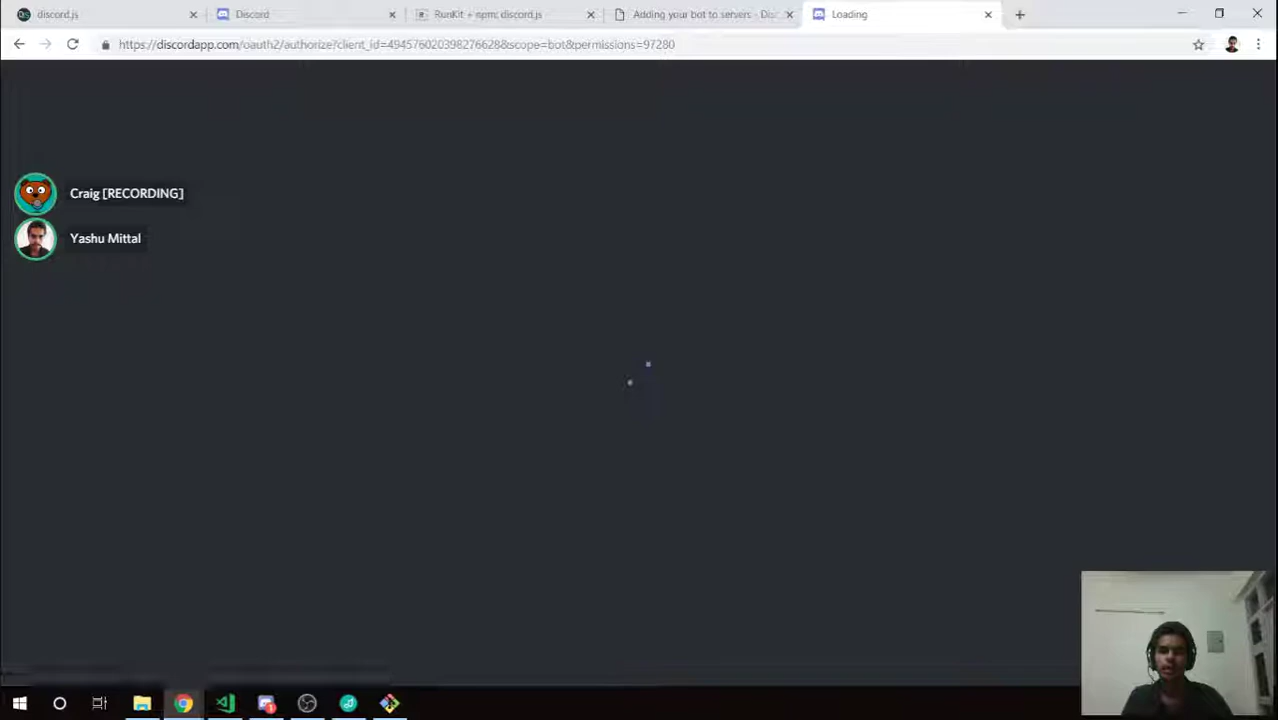 discord.js
Discord
RunKit + npm: discord.js
Adding your bot to servers - Disc
Loading
https://discordapp.com/oauth2/authorize?client_id=494576020398276628&scope=bot&permissions=97280
Craig [RECORDING]
Yashu Mittal